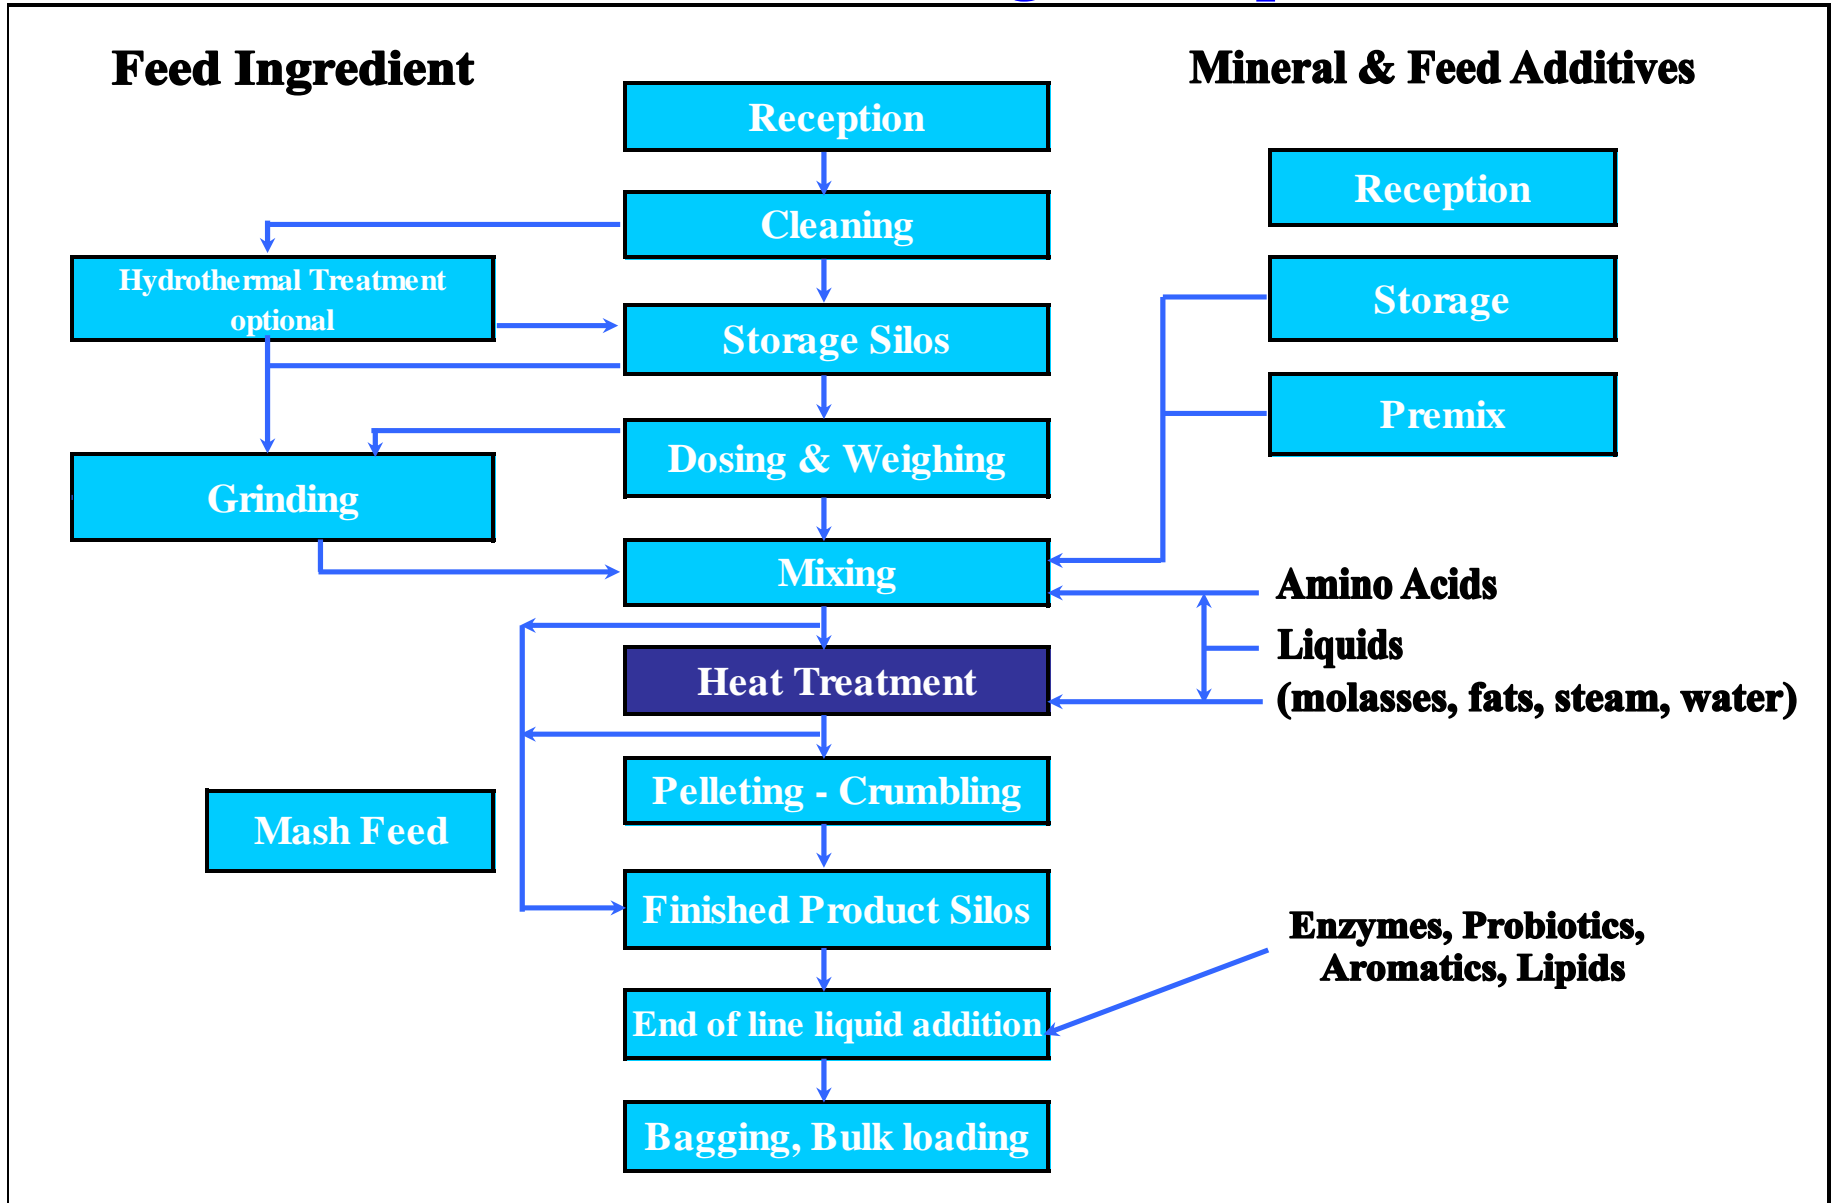 Feed Ingredient
Mineral & Feed Additives
Reception
Reception
Cleaning
Hydrothermal Treatment
optional
Storage
Storage Silos
Premix
Dosing & Weighing
Grinding
Mixing
Amino Acids
Liquids
(molasses, fats, steam, water)
Heat Treatment
Pelleting - Crumbling
Mash Feed
Finished Product Silos
Enzymes, Probiotics,
Aromatics, Lipids
End of line liquid addition
Bagging, Bulk loading